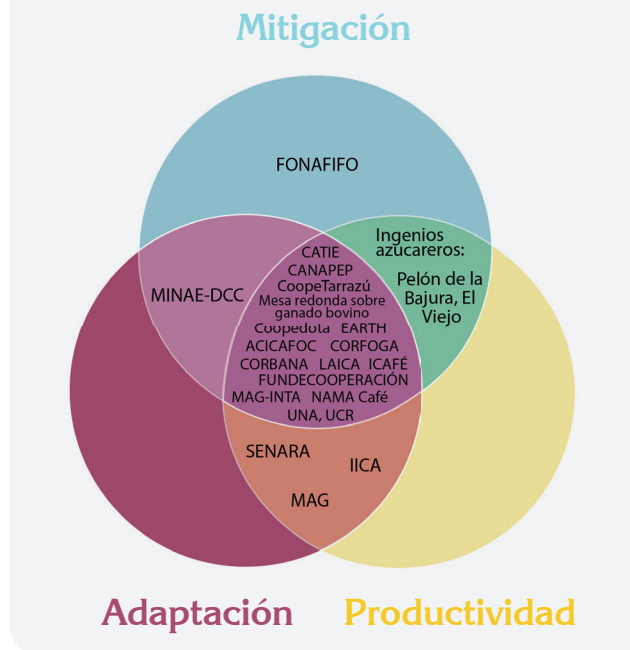 Mitigación
FONAFIFO
Ingenios
azucareros:
Pelón de la
Bajura, El
Viejo
MINAE-DCC
CATIE
CANAPEP
CoopeTarrazú
Mesa redonda sobre
ganado bovino
Coopedota EARTH
ACICAFOC CORFOGA
CORBANA LAICA ICAFÉ
FUNDECOOPERACIÓN
MAG-INTA NAMA Café
UNA, UCR
SENARA
IICA
MAG
Adaptación
Productividad